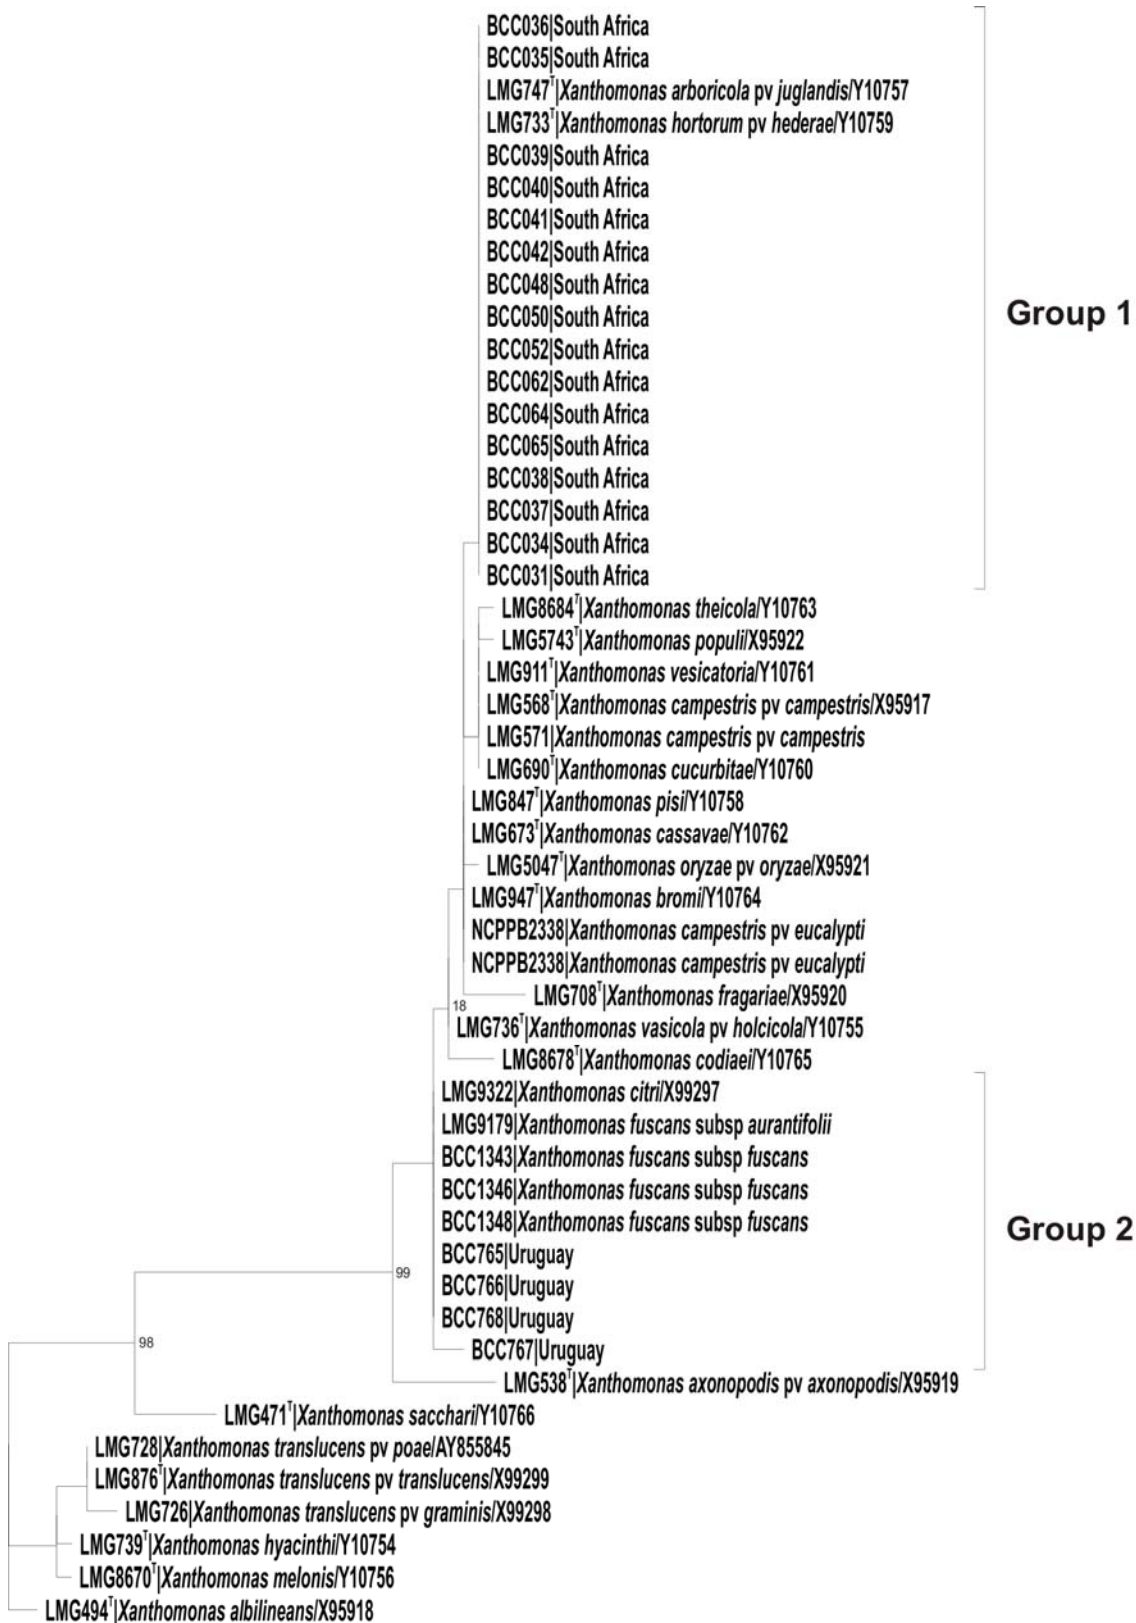 BCC036|South Africa
BCC035|South Africa
LMG747ᵀ|Xanthomonas arboricola pv juglandis/Y10757
LMG733ᵀ|Xanthomonas hortorum pv hederae/Y10759
BCC039|South Africa
BCC040|South Africa
BCC041|South Africa
BCC042|South Africa
BCC048|South Africa
BCC050|South Africa
Group 1
BCC052|South Africa
BCC062|South Africa
BCC064|South Africa
BCC065|South Africa
BCC038|South Africa
BCC037|South Africa
BCC034|South Africa
BCC031|South Africa
LMG8684ᵀ|Xanthomonas theicola/Y10763
LMG5743ᵀ|Xanthomonas populi/X95922
LMG911ᵀ|Xanthomonas vesicatoria/Y10761
LMG568ᵀ|Xanthomonas campestris pv campestris/X95917
LMG571|Xanthomonas campestris pv campestris
LMG690ᵀ|Xanthomonas cucurbitae/Y10760
LMG847ᵀ|Xanthomonas pisi/Y10758
LMG673ᵀ|Xanthomonas cassavae/Y10762
LMG5047ᵀ|Xanthomonas oryzae pv oryzae/X95921
LMG947ᵀ|Xanthomonas bromi/Y10764
NCPPB2338|Xanthomonas campestris pv eucalypti
NCPPB2338|Xanthomonas campestris pv eucalypti
LMG708ᵀ|Xanthomonas fragariae/X95920
18
LMG736ᵀ|Xanthomonas vasicola pv holcicola/Y10755
LMG8678ᵀ|Xanthomonas codiaei/Y10765
LMG9322|Xanthomonas citri/X99297
LMG9179|Xanthomonas fuscans subsp aurantifolii
BCC1343|Xanthomonas fuscans subsp fuscans
BCC1346|Xanthomonas fuscans subsp fuscans
BCC1348|Xanthomonas fuscans subsp fuscans
Group 2
BCC765|Uruguay
99
BCC766|Uruguay
BCC768|Uruguay
98
BCC767|Uruguay
LMG538ᵀ|Xanthomonas axonopodis pv axonopodis/X95919
LMG471ᵀ|Xanthomonas sacchari/Y10766
LMG728|Xanthomonas translucens pv poae/AY855845
LMG876ᵀ|Xanthomonas translucens pv translucens/X99299
LMG726|Xanthomonas translucens pv graminis/X99298
LMG739ᵀ|Xanthomonas hyacinthi/Y10754
LMG8670ᵀ|Xanthomonas melonis/Y10756
LMG494ᵀ|Xanthomonas albilineans/X95918